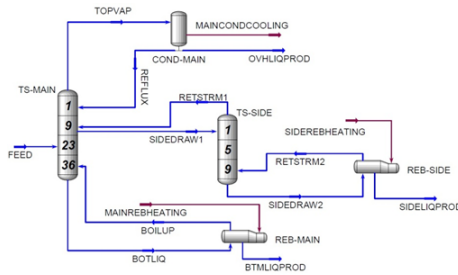 TOPVAP
MAINCONDCOOLING
COND-MAIN
OVHLIQPROD
REFLUX
TS-MAIN
1
9
23
36
RETSTRM1
TS-SIDE
1
5
9
SIDEDRAW1
FEED
SIDEREBHEATING
RETSTRM2
REB-SIDE
SIDEDRAW2
SIDELIQPROD
MAINREBHEATING
BOILUP
REB-MAIN
BOTLIQ
BTMLIQPROD